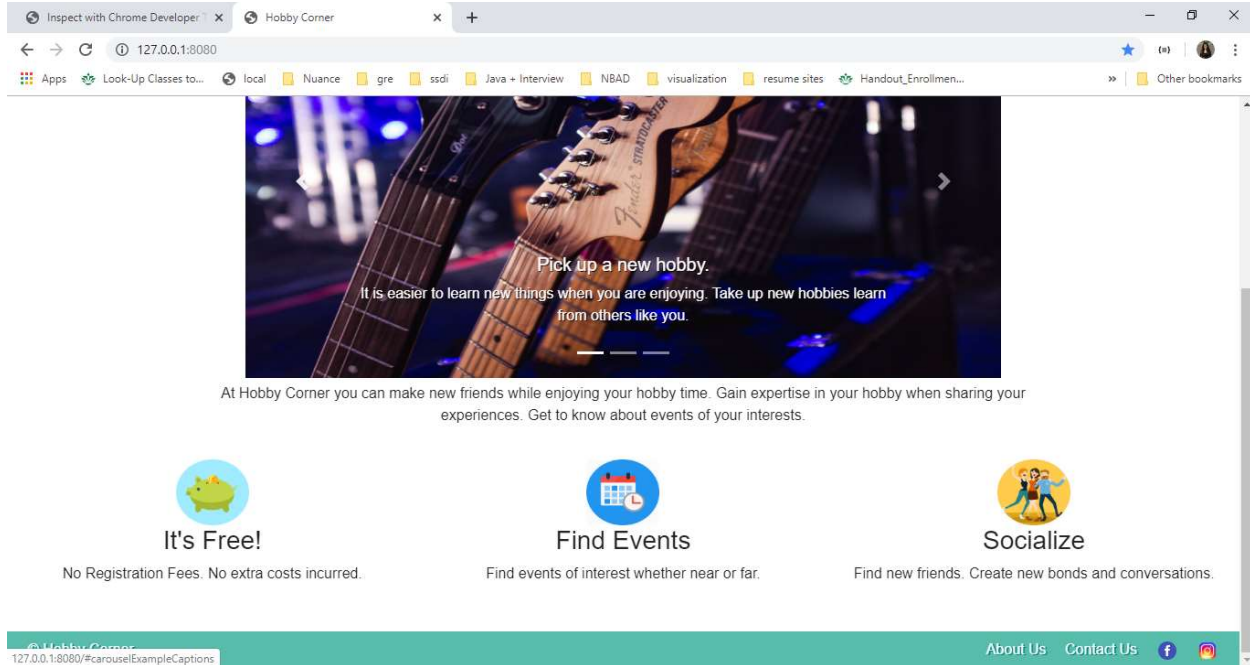 Inspect with Chrome Developer T
Hobby Corner
127.0.0.1:8080
Apps
Look-Up Classes to...
local
Nuance
gre
ssdi
Java + Interview
NBAD
visualization
resume sites
Handout_Enrollmen...
»
Other bookmarks
Fender STRATOCASTER
Pick up a new hobby.
It is easier to learn new things when you are enjoying. Take up new hobbies learn
from others like you.
At Hobby Corner you can make new friends while enjoying your hobby time. Gain expertise in your hobby when sharing your
experiences. Get to know about events of your interests.
It's Free!
Find Events
Socialize
No Registration Fees. No extra costs incurred.
Find events of interest whether near or far.
Find new friends. Create new bonds and conversations.
© Hobby Corner
About Us
Contact Us
127.0.0.1:8080/#carouselExampleCaptions